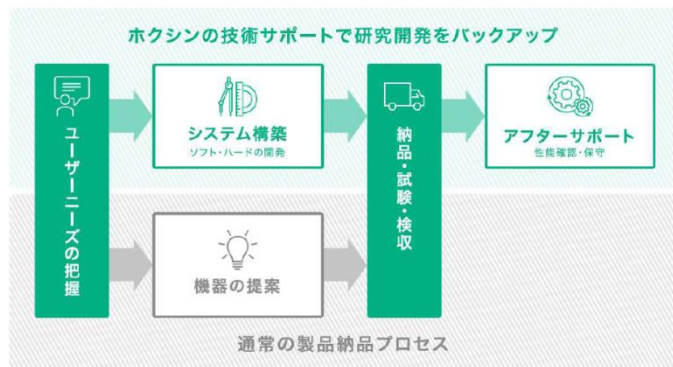 ホクシンの技術サポートで研究開発をバックアップ
ユーザーニーズの把握
システム構築
ソフト・ハードの開発
納品・試験・検収
アフターサポート
性能確認・保守
機器の提案
通常の製品納品プロセス